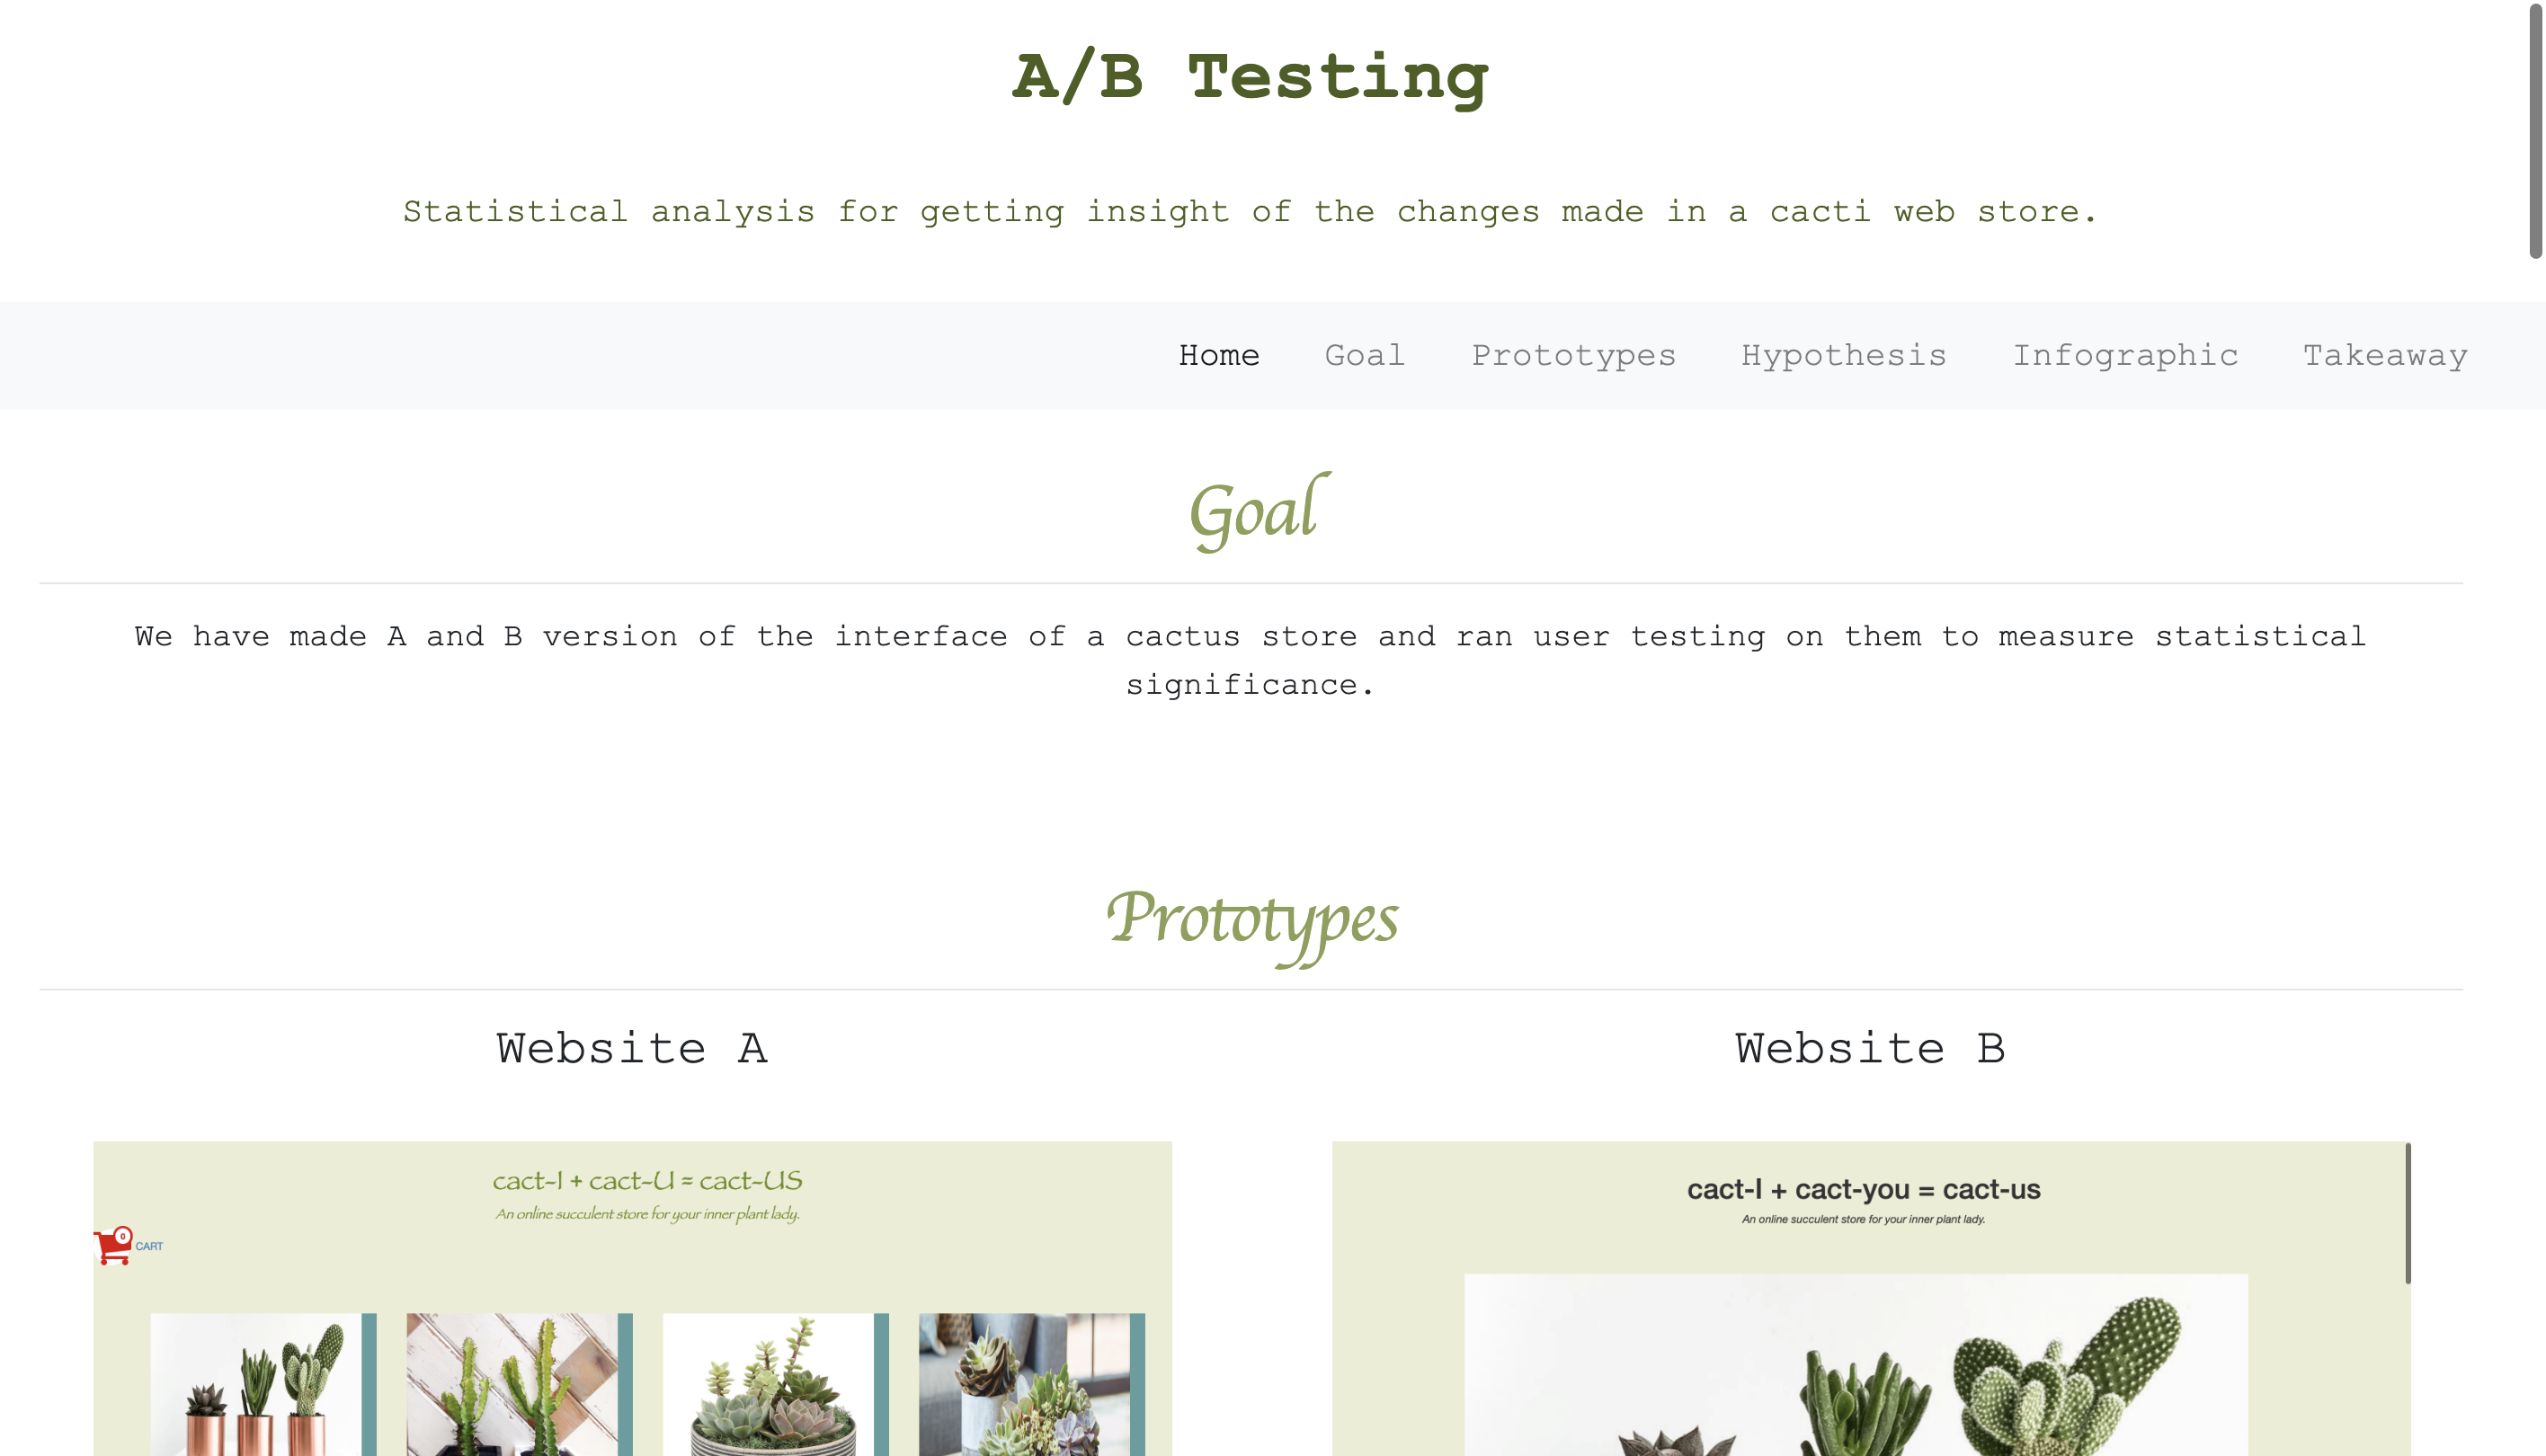 A/B Testing
Statistical analysis for getting insight of the changes made in a cacti web store.
Home Goal Prototypes Hypothesis Infographic Takeaway
Goal
We have made A and B version of the interface of a cactus store and ran user testing on them to measure statistical
significance.
Prototypes
Website A
Website B
cact-I + cact-U = cact-US
An online succulent store for your inner plant lady.
0 CART
cact-I + cact-you = cact-us
An online succulent store for your inner plant lady.